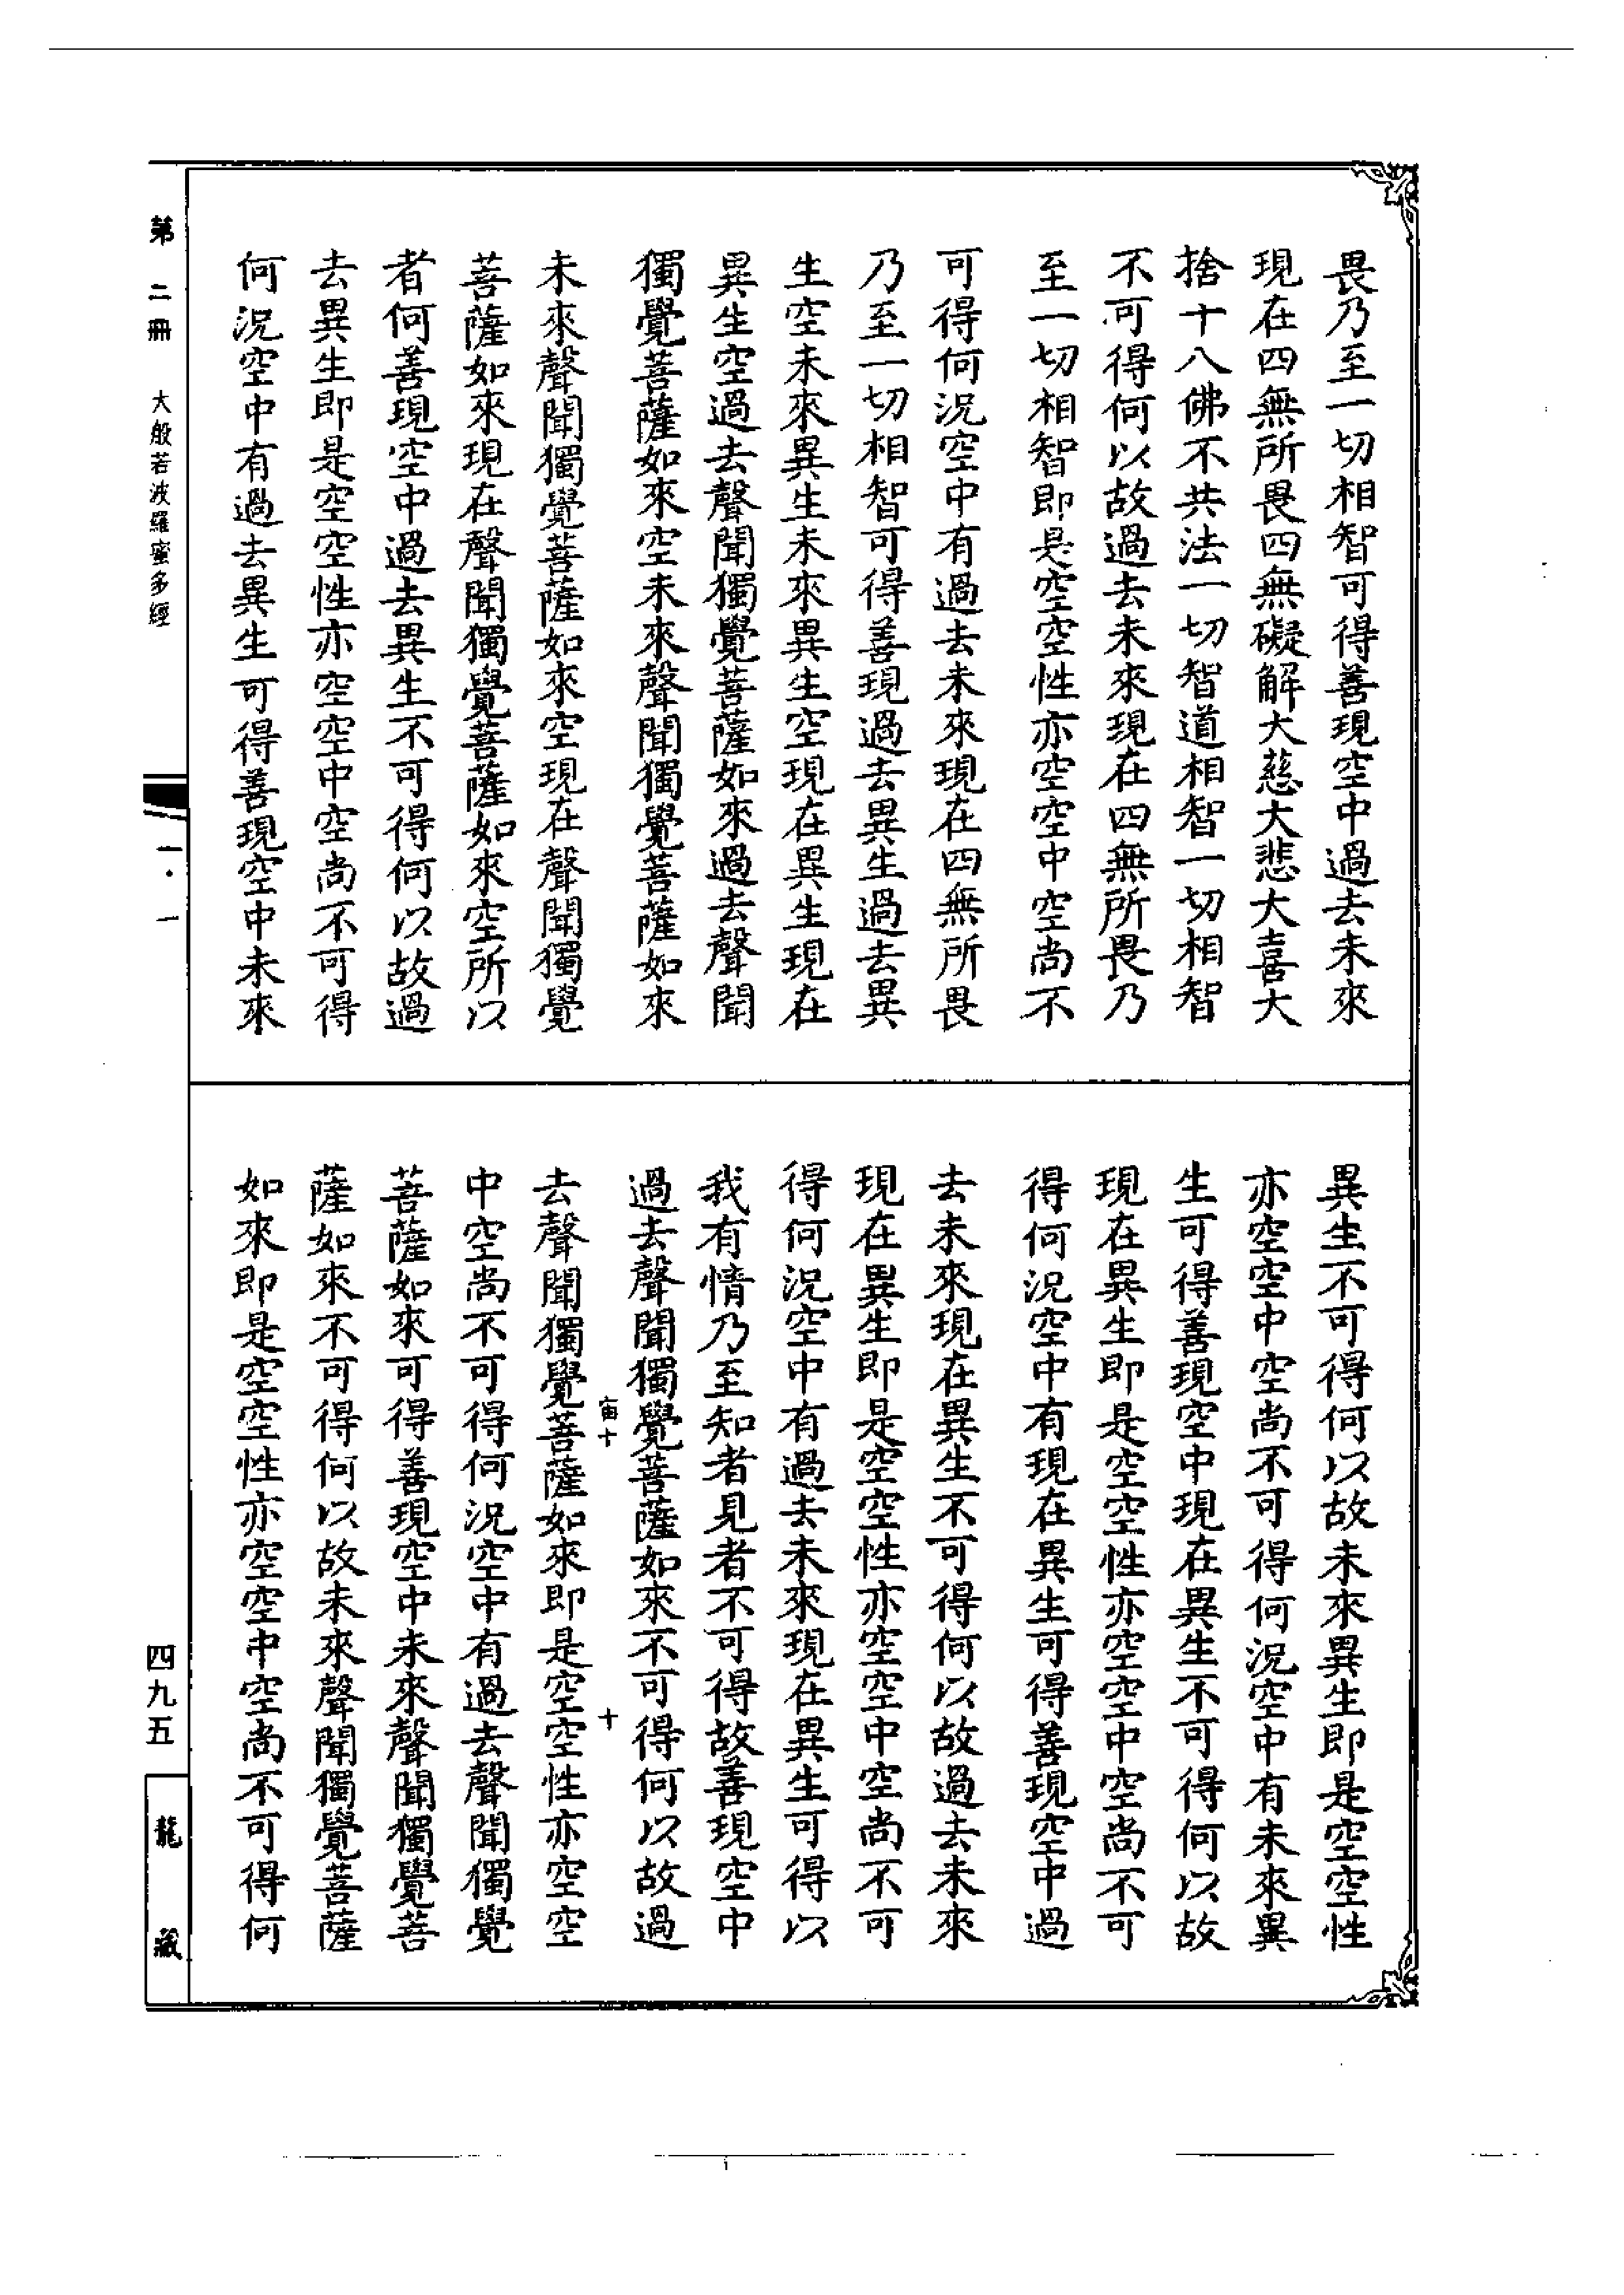 畏乃至一切相智可得善現空中過去未來
現在四無所畏四無礙解大慈大悲大喜大
捨十八佛不共法一切智道相智一切相智
不可得何以故過去未來現在四無所畏乃
至一切相智即是空空性亦空空中空尚不
可得何況空中有過去未來現在四無所畏
乃至一切相智可得善現過去異生過去異
生空未來異生未來異生空現在異生現在
異生空過去聲聞獨覺菩薩如來過去聲聞
獨覺菩薩如來空未來聲聞獨覺菩薩如來
未來聲聞獨覺菩薩如來空現在聲聞獨覺
菩薩如來現在聲聞獨覺菩薩如來空所以
者何善現空中過去異生不可得何以故過
去異生即是空空性亦空空中空尚不可得
何況空中有過去異生可得善現空中未來
異生不可得何以故未來異生即是空空性
亦空空中空尚不可得何況空中有未來異
生可得善現空中現在異生不可得何以故
現在異生即是空空性亦空空中空尚不可
得何況空中有現在異生可得善現空中過
去未來現在異生不可得何以故過去未來
現在異生即是空空性亦空空中空尚不可
得何況空中有過去未來現在異生可得以
我有情乃至知者見者不可得故善現空中
過去聲聞獨覺菩薩如來不可得何以故過
宙十 十
去聲聞獨覺菩薩如來即是空空性亦空空
中空尚不可得何況空中有過去聲聞獨覺
菩薩如來可得善現空中未來聲聞獨覺菩
薩如來不可得何以故未來聲聞獨覺菩薩
如來即是空空性亦空空中空尚不可得何
第二冊 大般若波羅蜜多經 一·一 四九五 龍藏